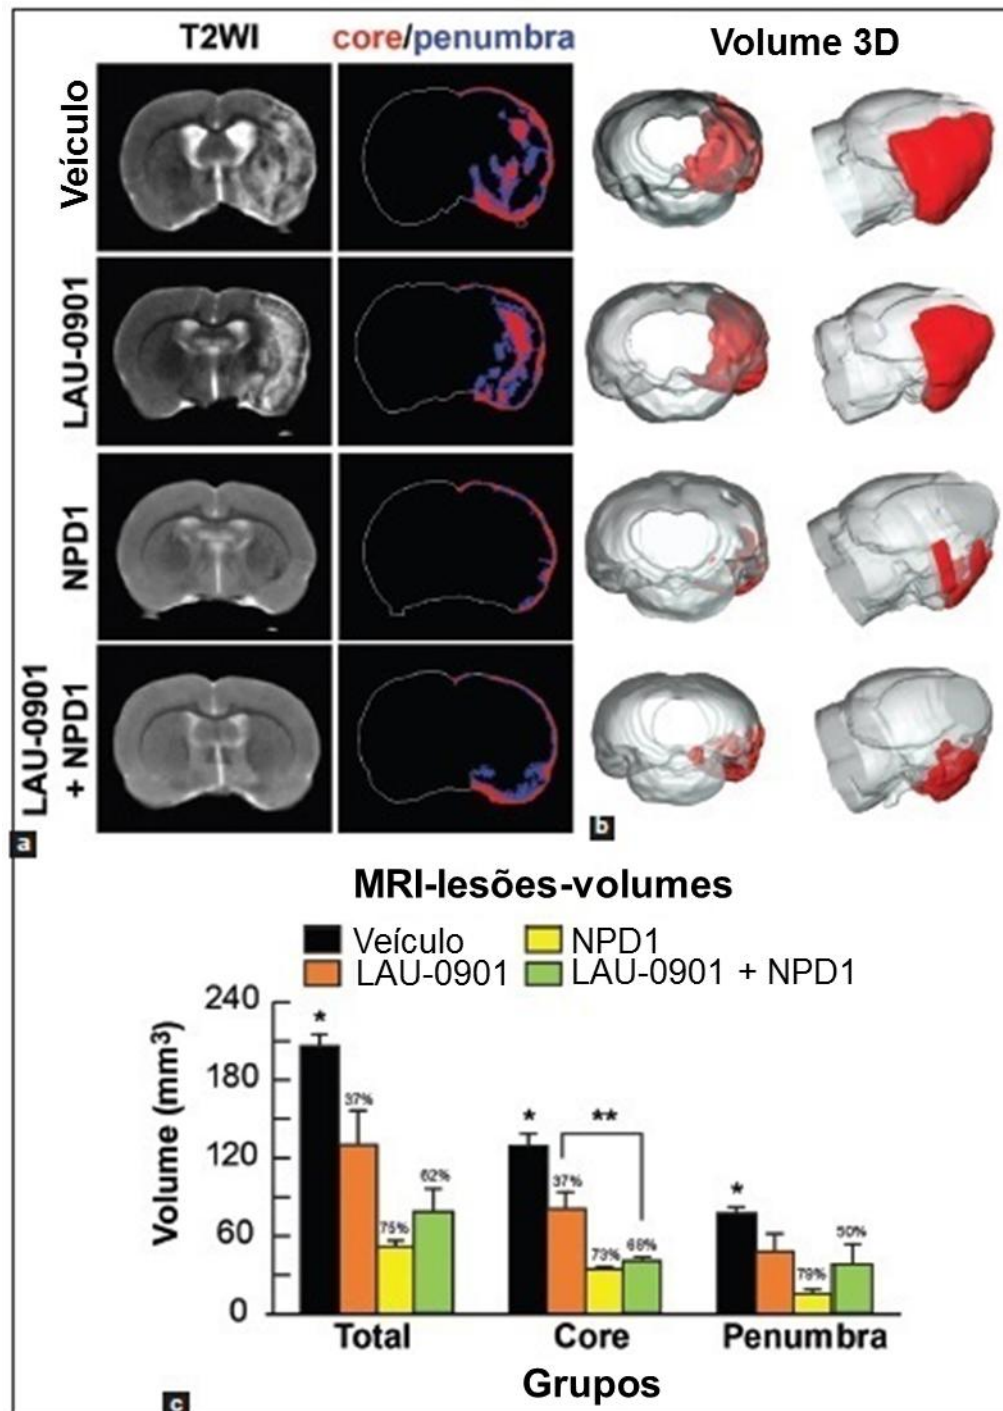 T2WI core/penumbra Volume 3D
Veículo
LAU-0901
NPD1
LAU-0901
+ NPD1
a
b
MRI-lesões-volumes
Veículo NPD1
LAU-0901 LAU-0901 + NPD1
Volume (mm³)
240
180
120
60
0
*
37%
75%
62%
*
**
37%
73%
68%
*
79%
50%
Total Core Penumbra
Grupos
c